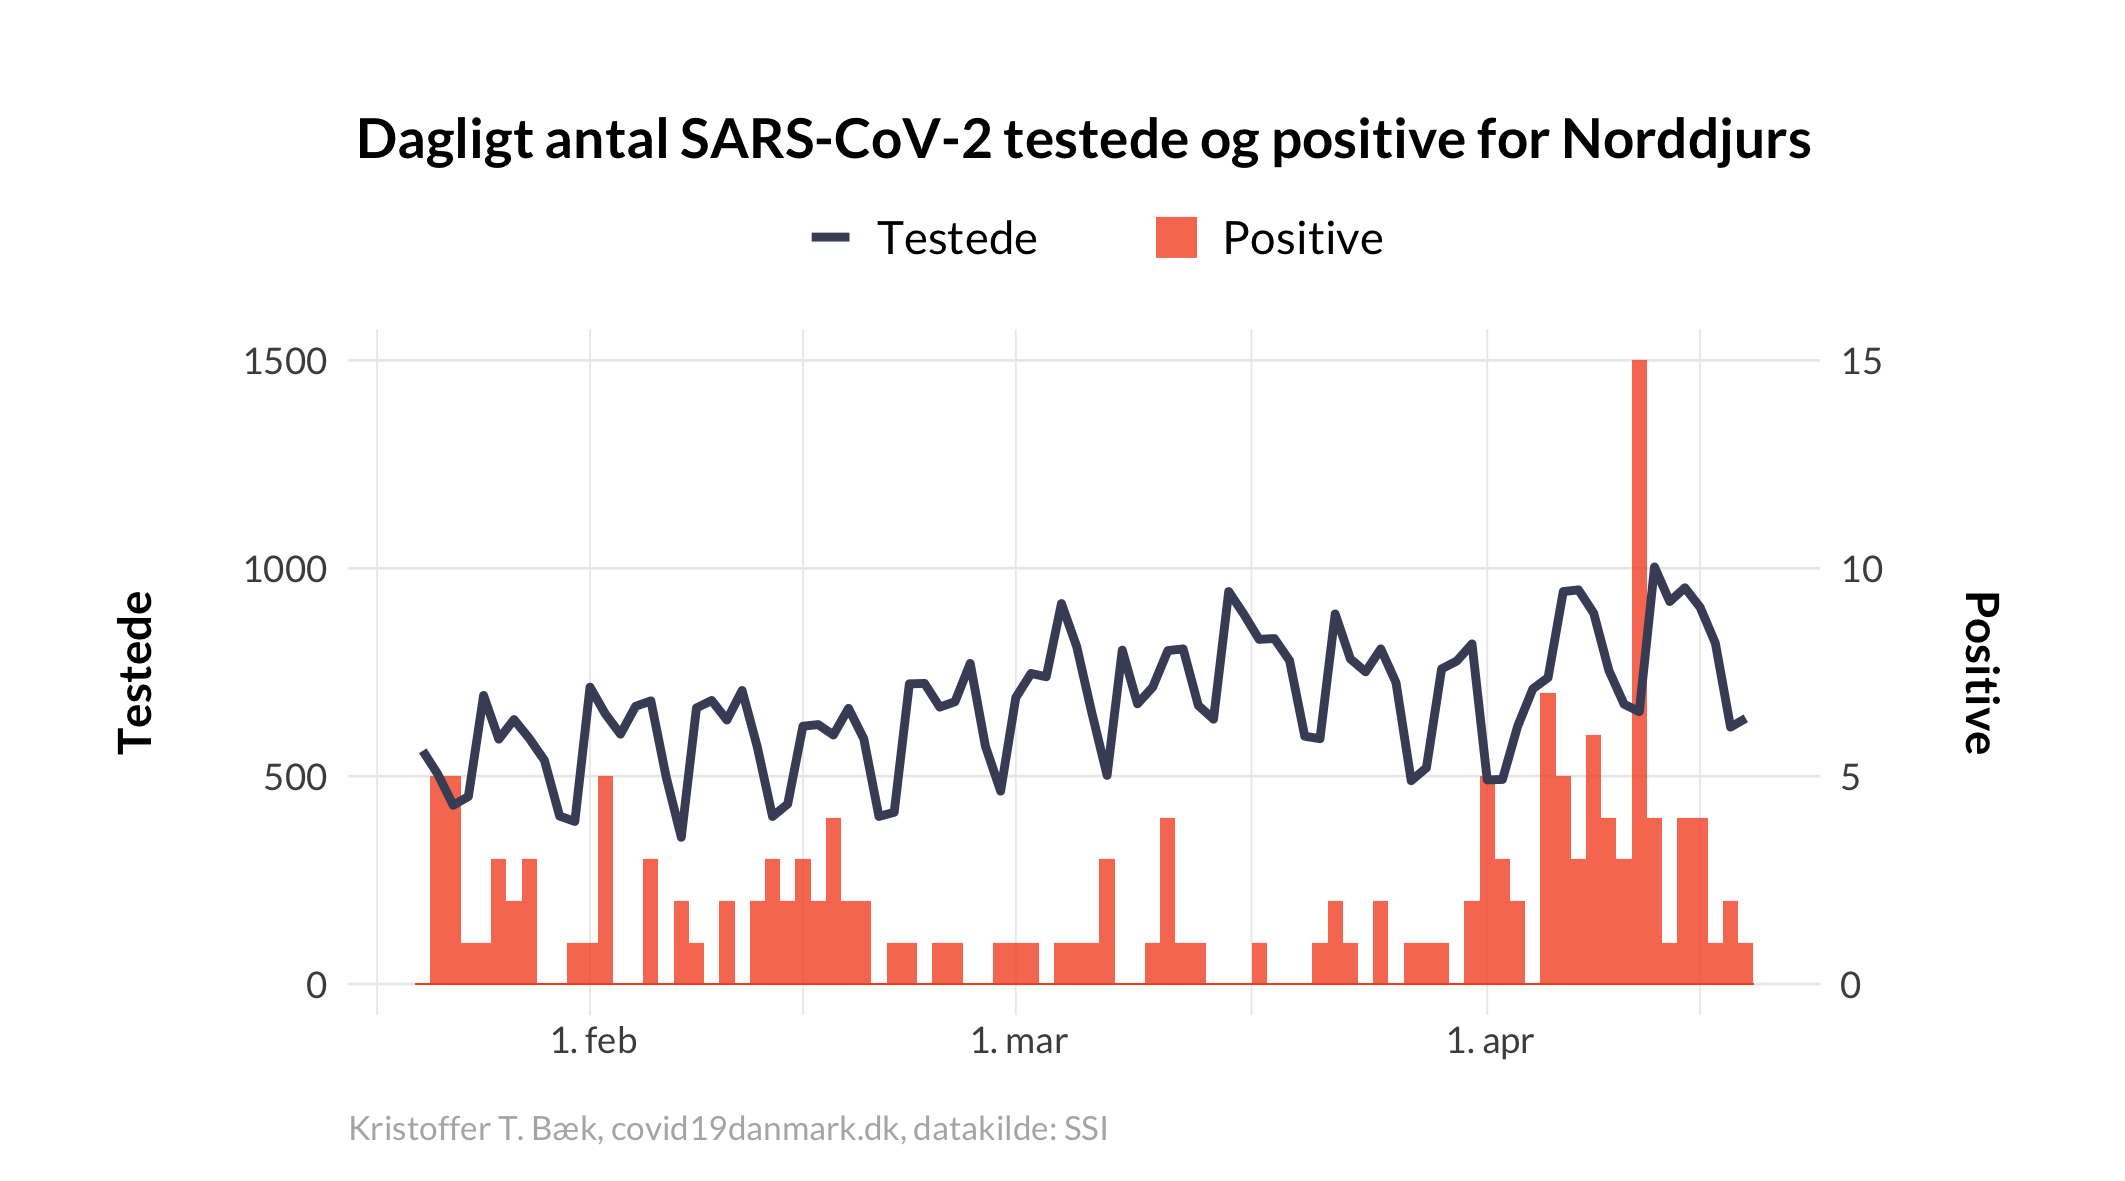 Dagligt antal SARS-CoV-2 testede og positive for Norddjurs
Testede
Positive
1500
1000
500
0
Testede
15
10
5
0
Positive
1. feb
1. mar
1. apr
Kristoffer T. Bæk, covid19danmark.dk, datakilde: SSI